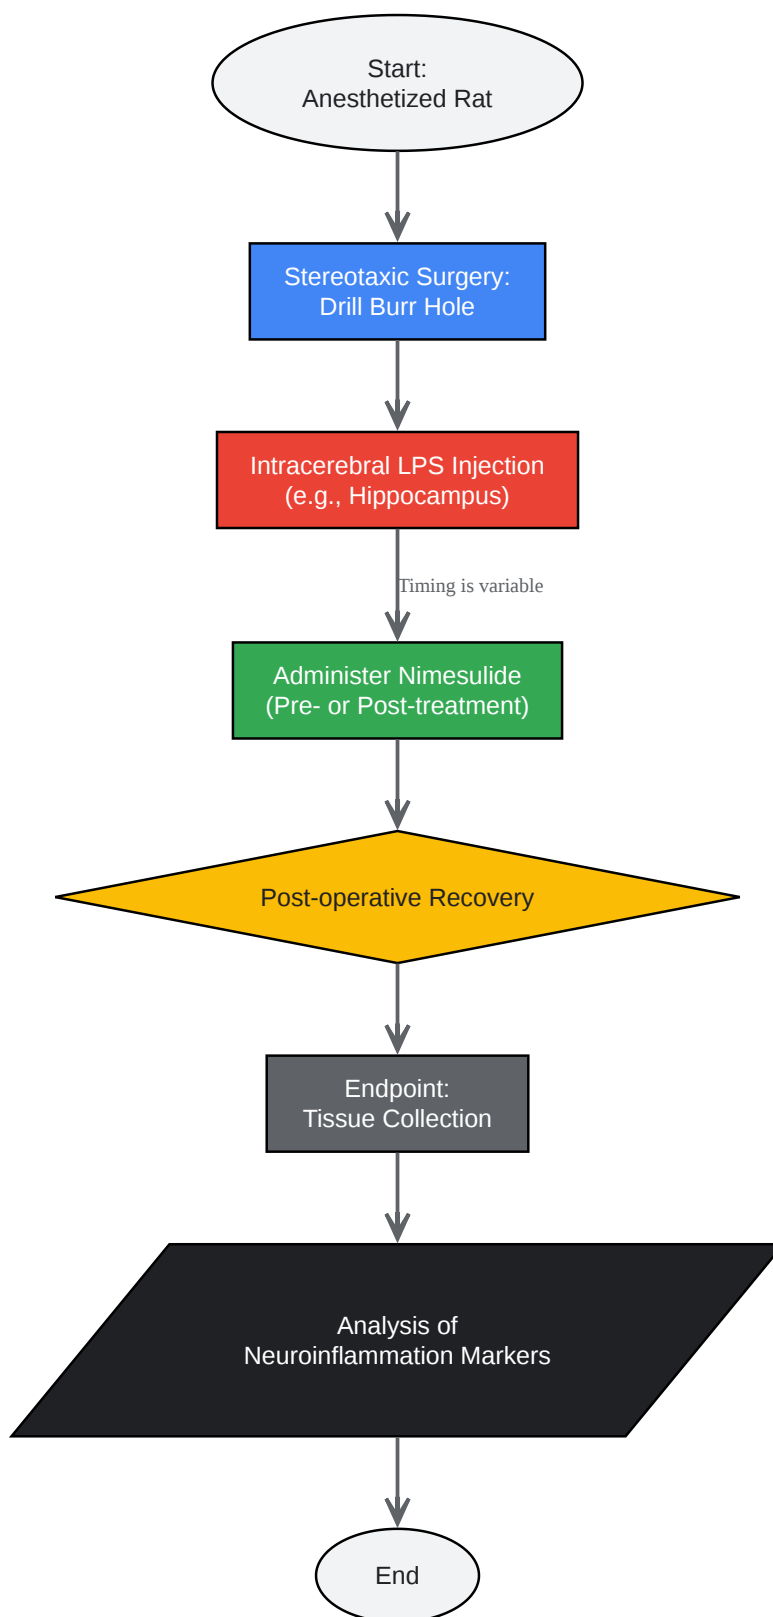 Start:
Anesthetized Rat
Stereotaxic Surgery:
Drill Burr Hole
Intracerebral LPS Injection
(e.g., Hippocampus)
Timing is variable
Administer Nimesulide
(Pre- or Post-treatment)
Post-operative Recovery
Endpoint:
Tissue Collection
Analysis of
Neuroinflammation Markers
End